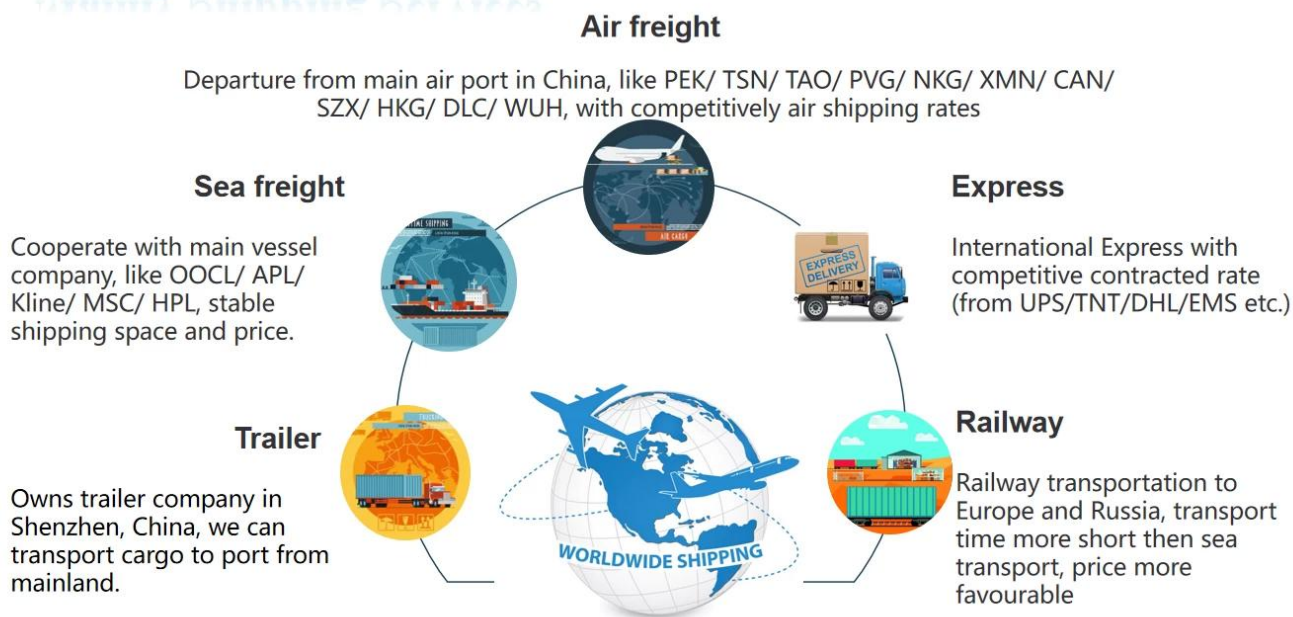 Air freight
Departure from main air port in China, like PEK/ TSN/ TAO/ PVG/ NKG/ XMN/ CAN/
SZX/ HKG/ DLC/ WUH, with competitively air shipping rates
Sea freight
Cooperate with main vessel
company, like OOCL/ APL/
Kline/ MSC/ HPL, stable
shipping space and price.
Express
International Express with
competitive contracted rate
(from UPS/TNT/DHL/EMS etc.)
EXPRESS
DELIVERY
AIR CARGO
Trailer
Owns trailer company in
Shenzhen, China, we can
transport cargo to port from
mainland.
Railway
Railway transportation to
Europe and Russia, transport
time more short then sea
transport, price more
favourable
WORLDWIDE SHIPPING